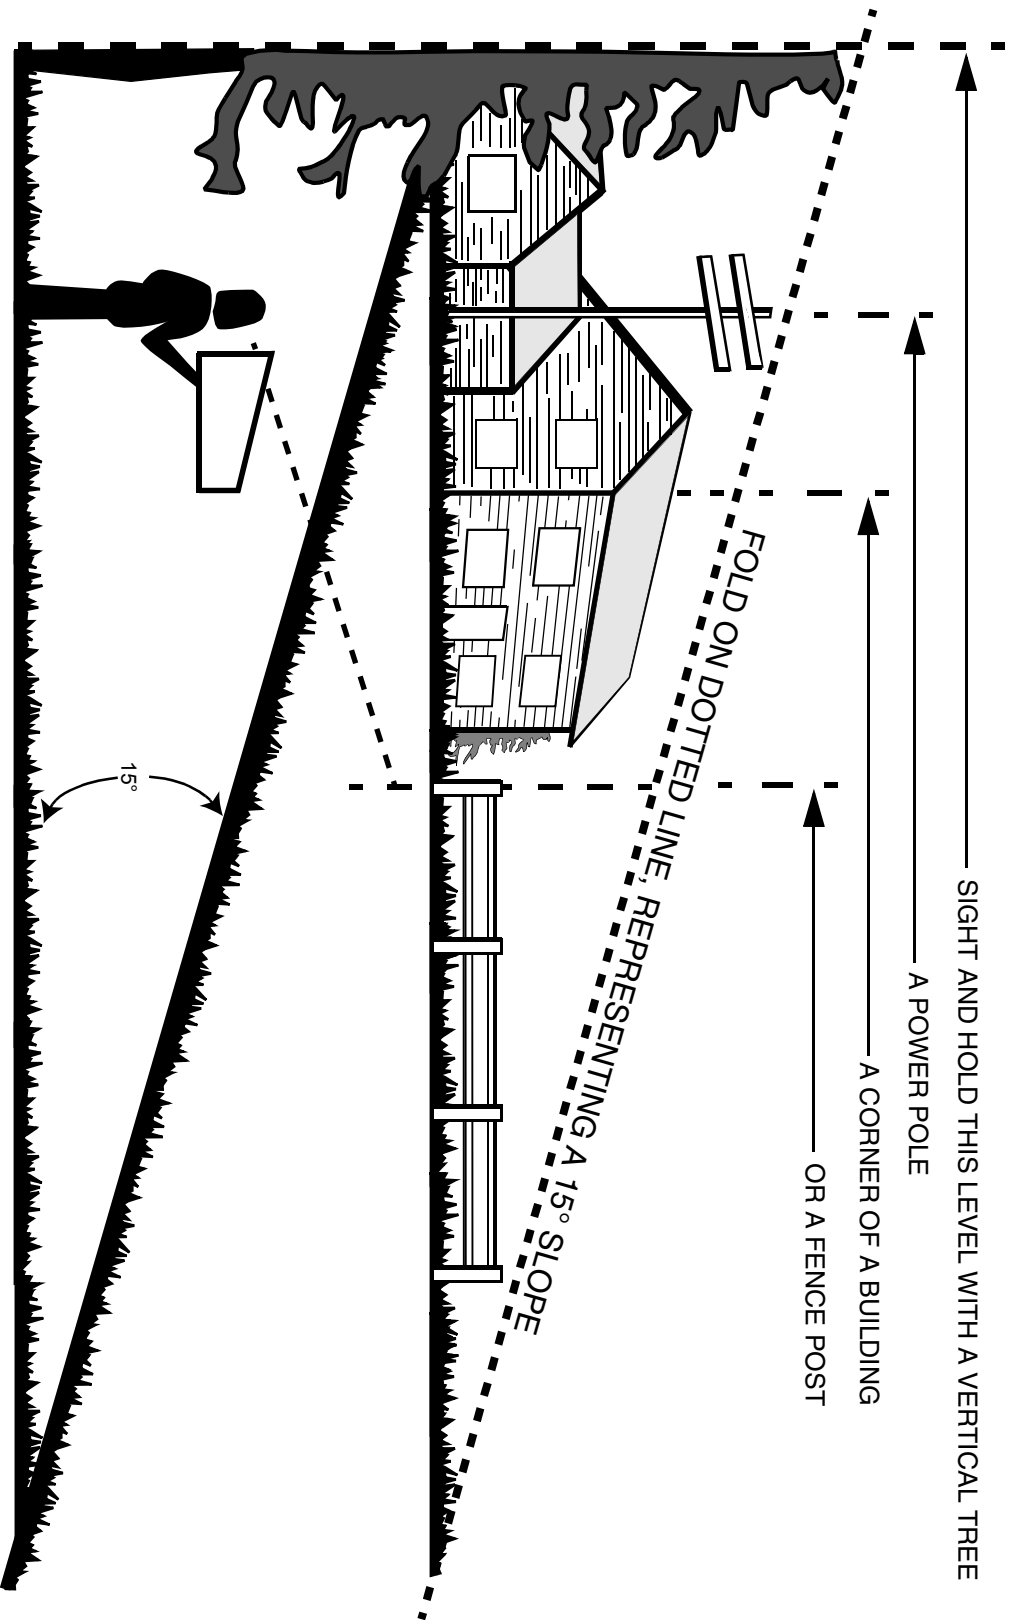 SIGHT AND HOLD THIS LEVEL WITH A VERTICAL TREE
A POWER POLE
A CORNER OF A BUILDING
OR A FENCE POST
FOLD ON DOTTED LINE, REPRESENTING A 15° SLOPE
15°